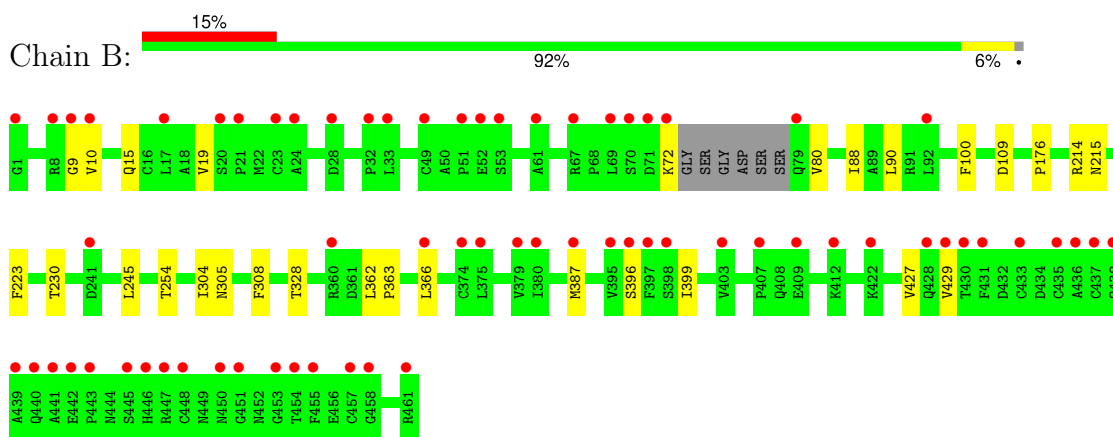 15%
Chain B:
92% 6% •
G1 R8 G9 V10 Q15 C16 L17 A18 V19 S20 P21 M22 C23 A24 D28 P32 L33 C49 A50 P51 E52 S53 A61 R67 P68 L69 S70 D71 K72 GLY SER GLY ASP SER SER Q79 V80 I88 A89 L90 R91 L92 F100 D109 P176 R214 N215
F223 T230 D241 L245 T254 I304 N305 F308 T328 R360 D361 L362 P363 L366 C374 L375 V379 I380 M387 V395 S396 F397 S398 I399 V403 P407 Q408 E409 K412 K422 V427 Q428 V429 T430 F431 D432 C433 D434 C435 A436 C437
A439 Q440 A441 E442 P443 N444 S445 H446 R447 C448 N449 N450 G451 N452 G453 T454 F455 E456 C457 G458 R461